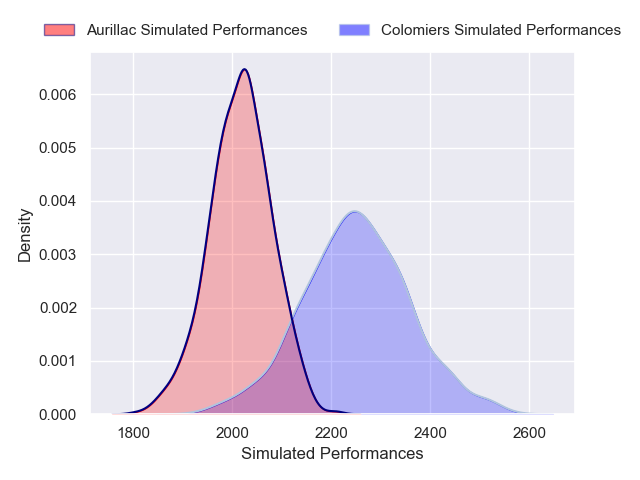 Aurillac Simulated Performances Colomiers Simulated Performances
0.006
0.005
0.004
0.003
0.002
0.001
0.000
Density
1800 2000 2200 2400 2600
Simulated Performances